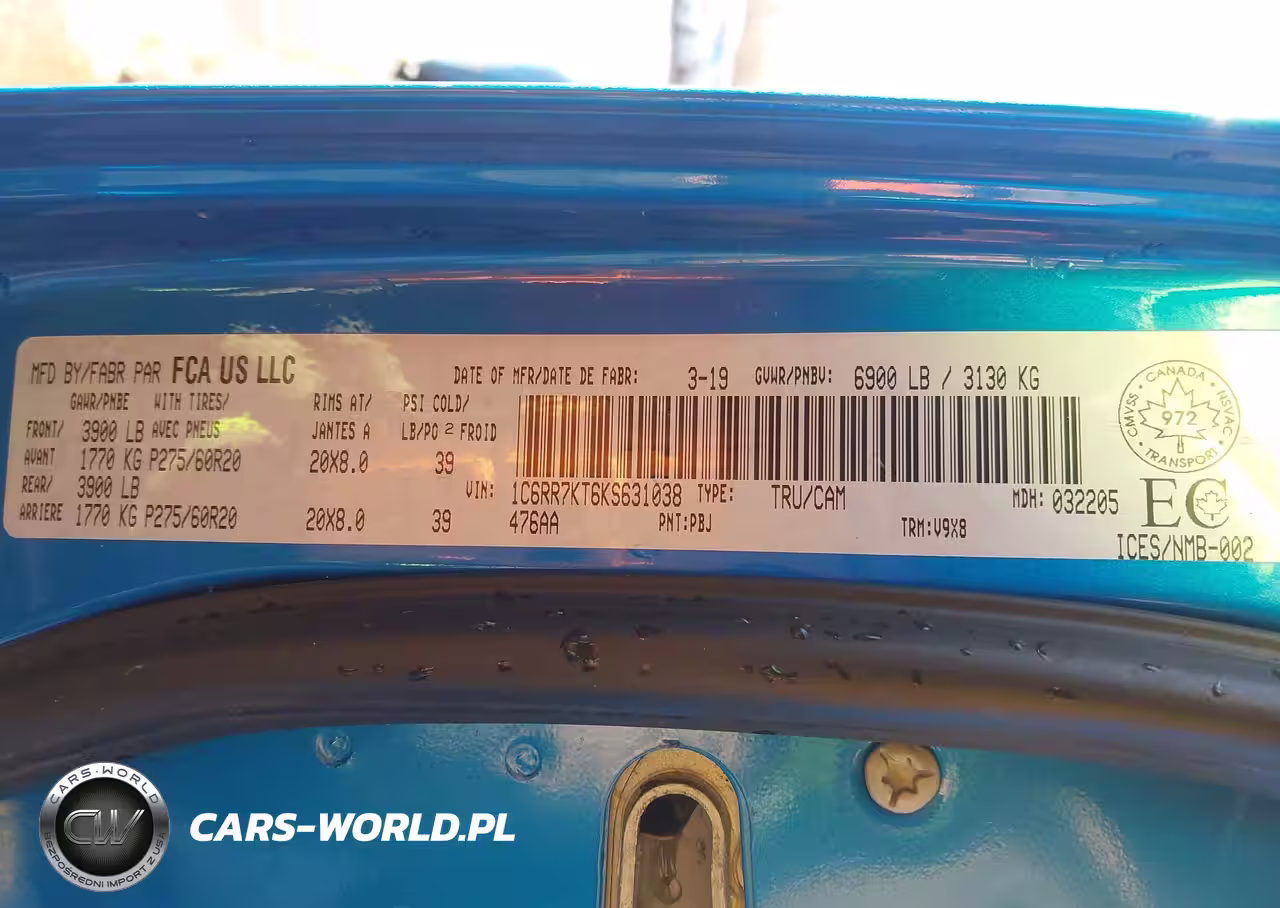 MFD BY/FABR PAR FCA US LLC
DATE OF MFR/DATE DE FABR: 3-19 GVWR/PNBV: 6900 LB / 3130 KG
GAWR/PNBE WITH TIRES/ RIMS AT/ PSI COLD/
FRONT/ 3900 LB AVEC PNEUS JANTES A LB/PO 2 FROID
AVANT 1770 KG P275/60R20 20X8.0 39
REAR/ 3900 LB
VIN: 1C6RR7KT6KS631038 TYPE: TRU/CAM MDH: 032205
ARRIERE 1770 KG P275/60R20 20X8.0 39 476AA PNT:PBJ TRM:V9X8
CANADA
CMVSS 972 NSVAC
TRANSPORT
EC
ICES/NMB-002
CARS-WORLD
CW
BEZPOŚREDNI IMPORT Z USA
CARS-WORLD.PL